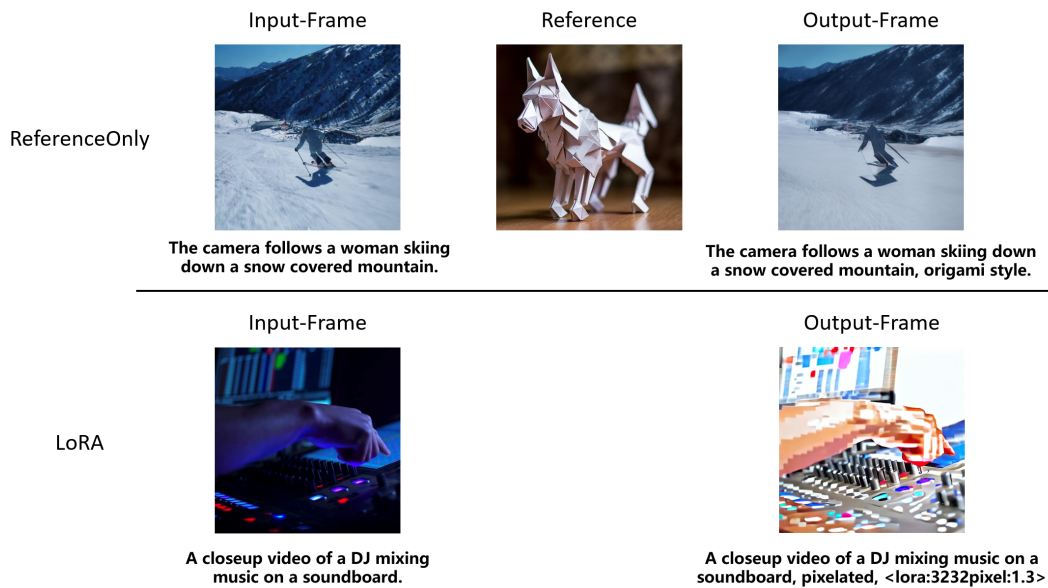 Input-Frame
Reference
Output-Frame
ReferenceOnly
The camera follows a woman skiing
down a snow covered mountain.
The camera follows a woman skiing down
a snow covered mountain, origami style.
Input-Frame
Output-Frame
LoRA
A closeup video of a DJ mixing
music on a soundboard.
A closeup video of a DJ mixing music on a
soundboard, pixelated, <lora:3232pixel:1.3>